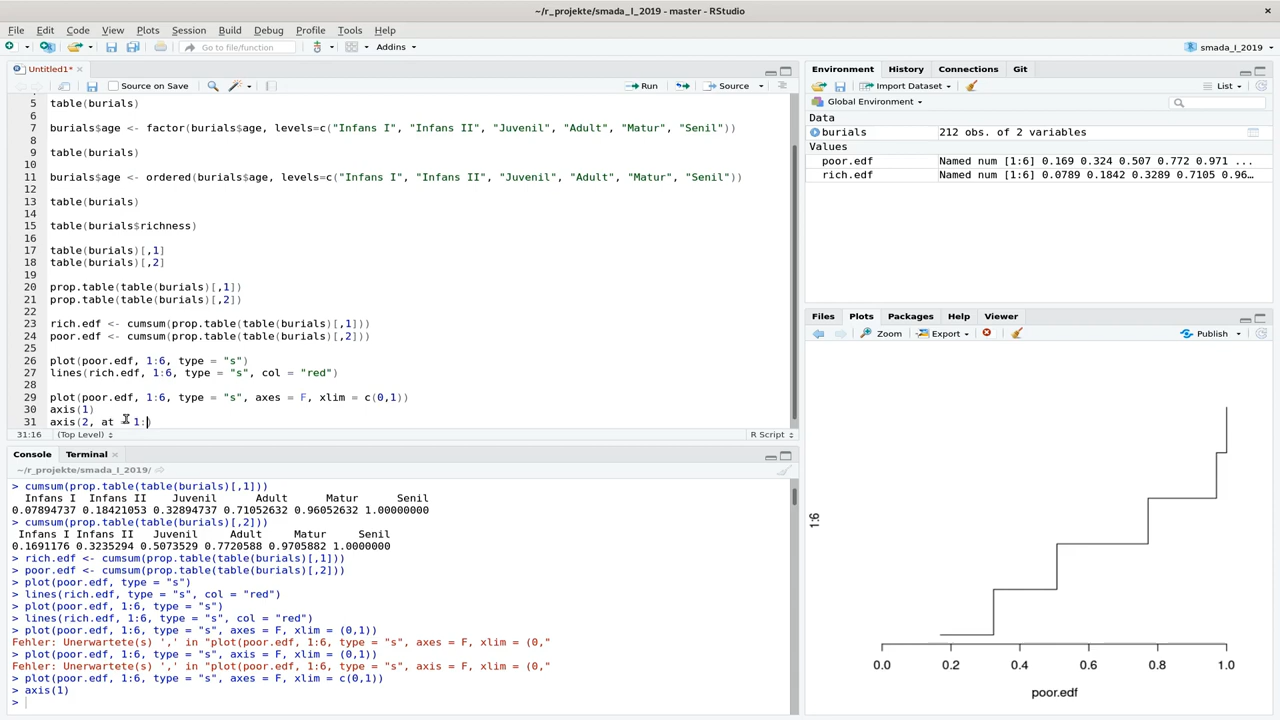 ~/r_projekte/smada_I_2019 - master - RStudio
File Edit Code View Plots Session Build Debug Profile Tools Help
Go to file/function Addins smada_I_2019
Untitled1*
Source on Save Run Source
5 table(burials)
6
7 burials$age <- factor(burials$age, levels=c("Infans I", "Infans II", "Juvenil", "Adult", "Matur", "Senil"))
8
9 table(burials)
10
11 burials$age <- ordered(burials$age, levels=c("Infans I", "Infans II", "Juvenil", "Adult", "Matur", "Senil"))
12
13 table(burials)
14
15 table(burials$richness)
16
17 table(burials)[,1]
18 table(burials)[,2]
19
20 prop.table(table(burials)[,1])
21 prop.table(table(burials)[,2])
22
23 rich.edf <- cumsum(prop.table(table(burials)[,1]))
24 poor.edf <- cumsum(prop.table(table(burials)[,2]))
25
26 plot(poor.edf, 1:6, type = "s")
27 lines(rich.edf, 1:6, type = "s", col = "red")
28
29 plot(poor.edf, 1:6, type = "s", axes = F, xlim = c(0,1))
30 axis(1)
31 axis(2, at = 1:)
31:16 (Top Level) R Script
Console Terminal
~/r_projekte/smada_I_2019/
> cumsum(prop.table(table(burials)[,1]))
Infans I Infans II Juvenil Adult Matur Senil
0.07894737 0.18421053 0.32894737 0.71052632 0.96052632 1.00000000
> cumsum(prop.table(table(burials)[,2]))
Infans I Infans II Juvenil Adult Matur Senil
0.1691176 0.3235294 0.5073529 0.7720588 0.9705882 1.0000000
> rich.edf <- cumsum(prop.table(table(burials)[,1]))
> poor.edf <- cumsum(prop.table(table(burials)[,2]))
> plot(poor.edf, type = "s")
> lines(rich.edf, type = "s", col = "red")
> plot(poor.edf, 1:6, type = "s")
> lines(rich.edf, 1:6, type = "s", col = "red")
> plot(poor.edf, 1:6, type = "s", axes = F, xlim = (0,1))
Fehler: Unerwartete(s) ',' in "plot(poor.edf, 1:6, type = "s", axes = F, xlim = (0,"
> plot(poor.edf, 1:6, type = "s", axis = F, xlim = (0,1))
Fehler: Unerwartete(s) ',' in "plot(poor.edf, 1:6, type = "s", axis = F, xlim = (0,"
> plot(poor.edf, 1:6, type = "s", axes = F, xlim = c(0,1))
> axis(1)
>
Environment History Connections Git
Import Dataset List
Global Environment
Data
burials 212 obs. of 2 variables
Values
poor.edf Named num [1:6] 0.169 0.324 0.507 0.772 0.971 ...
rich.edf Named num [1:6] 0.0789 0.1842 0.3289 0.7105 0.96…
Files Plots Packages Help Viewer
Zoom Export Publish
1:6
0.0 0.2 0.4 0.6 0.8 1.0
poor.edf